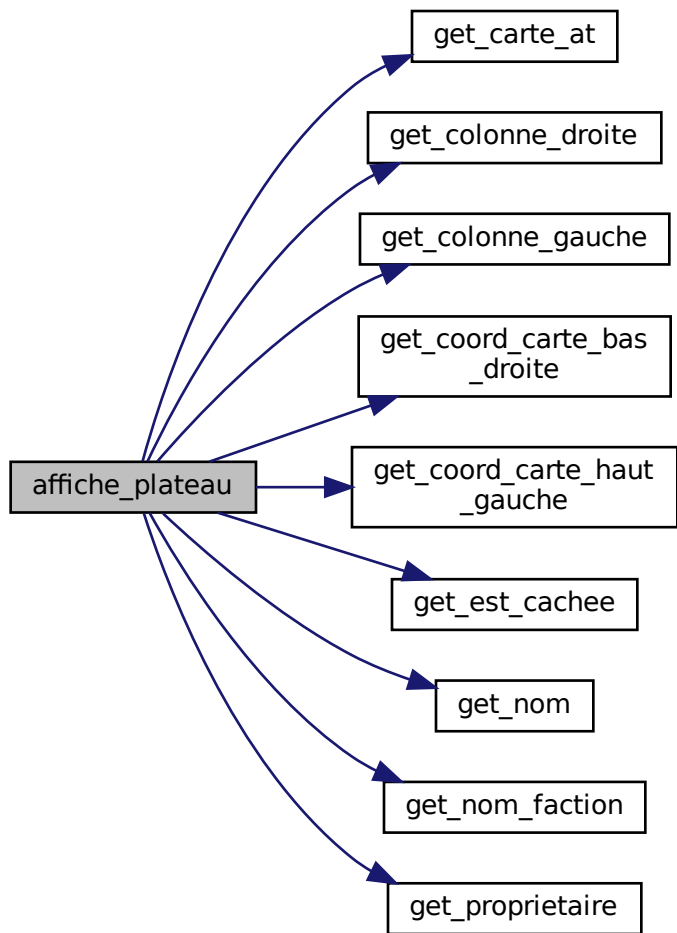 get_carte_at
get_colonne_droite
get_colonne_gauche
get_coord_carte_bas
_droite
affiche_plateau
get_coord_carte_haut
_gauche
get_est_cachee
get_nom
get_nom_faction
get_proprietaire